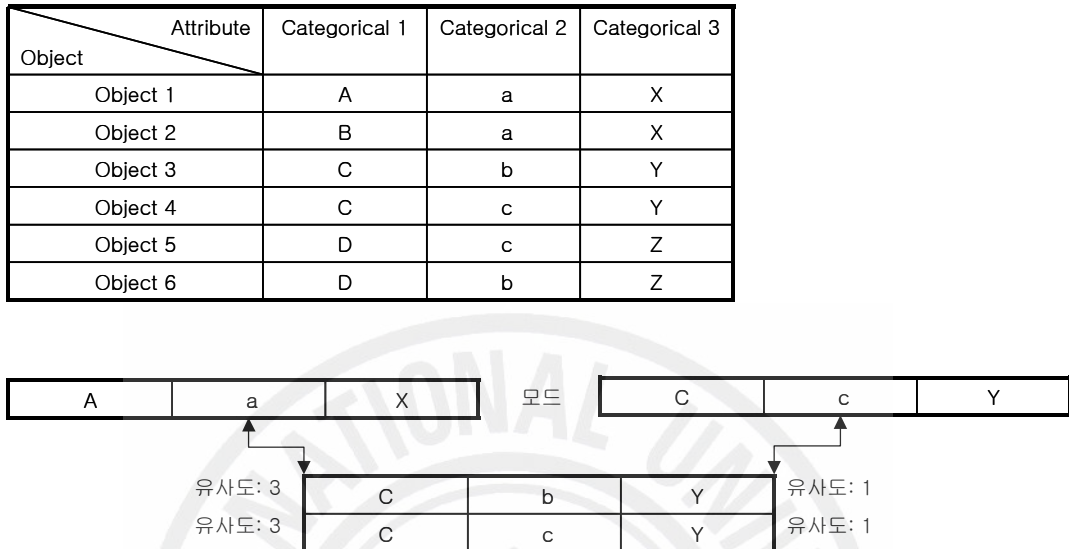 Attribute Categorical 1 Categorical 2 Categorical 3
Object
Object 1 A a X
Object 2 B a X
Object 3 C b Y
Object 4 C c Y
Object 5 D c Z
Object 6 D b Z
A a X 모드 C c Y
유사도: 3 C b Y 유사도: 1
유사도: 3 C c Y 유사도: 1
NATIONAL UN